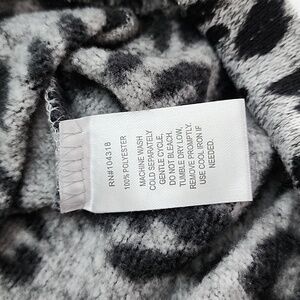 RN#104318
100% POLYESTER
MACHINE WASH
COLD SEPARATELY
GENTLE CYCLE,
DO NOT BLEACH.
TUMBLE DRY LOW,
REMOVE PROMPTLY.
USE COOL IRON IF
NEEDED.